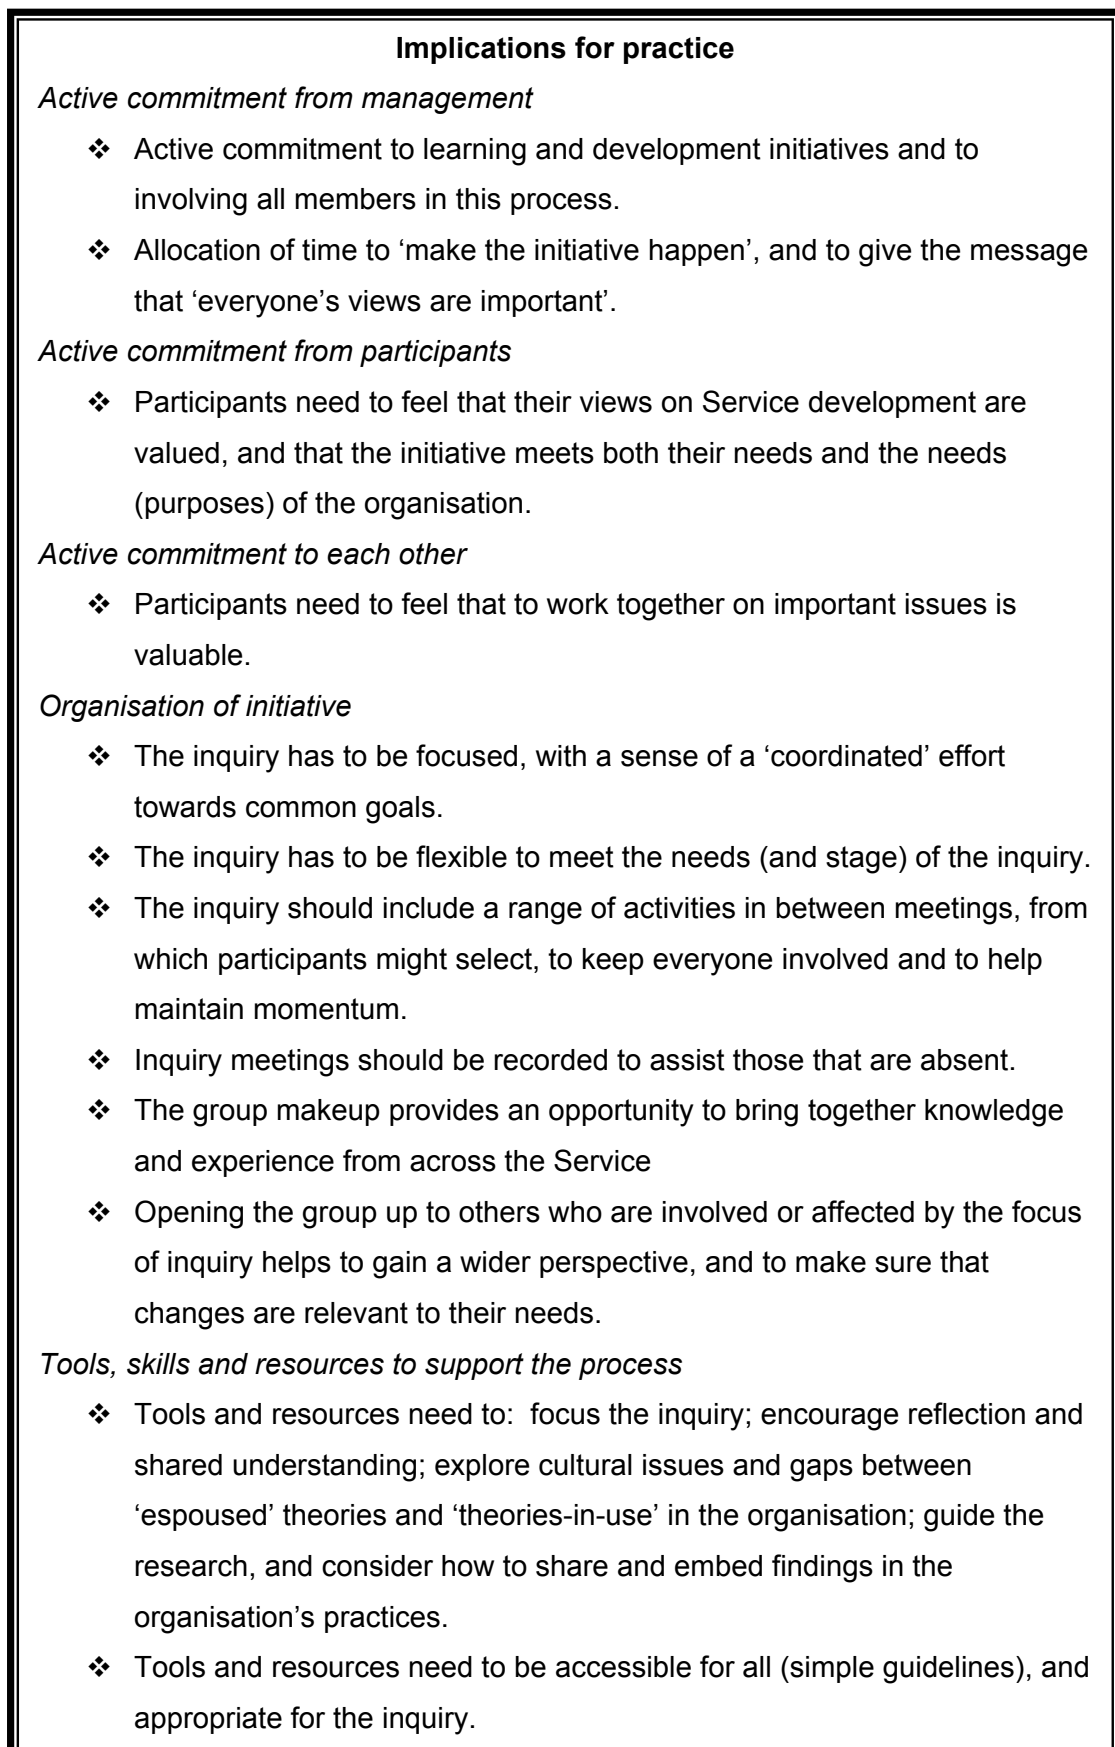 Implications for practice
Active commitment from management
❖ Active commitment to learning and development initiatives and to
involving all members in this process.
❖ Allocation of time to ‘make the initiative happen’, and to give the message
that ‘everyone’s views are important’.
Active commitment from participants
❖ Participants need to feel that their views on Service development are
valued, and that the initiative meets both their needs and the needs
(purposes) of the organisation.
Active commitment to each other
❖ Participants need to feel that to work together on important issues is
valuable.
Organisation of initiative
❖ The inquiry has to be focused, with a sense of a ‘coordinated’ effort
towards common goals.
❖ The inquiry has to be flexible to meet the needs (and stage) of the inquiry.
❖ The inquiry should include a range of activities in between meetings, from
which participants might select, to keep everyone involved and to help
maintain momentum.
❖ Inquiry meetings should be recorded to assist those that are absent.
❖ The group makeup provides an opportunity to bring together knowledge
and experience from across the Service
❖ Opening the group up to others who are involved or affected by the focus
of inquiry helps to gain a wider perspective, and to make sure that
changes are relevant to their needs.
Tools, skills and resources to support the process
❖ Tools and resources need to:  focus the inquiry; encourage reflection and
shared understanding; explore cultural issues and gaps between
‘espoused’ theories and ‘theories-in-use’ in the organisation; guide the
research, and consider how to share and embed findings in the
organisation’s practices.
❖ Tools and resources need to be accessible for all (simple guidelines), and
appropriate for the inquiry.